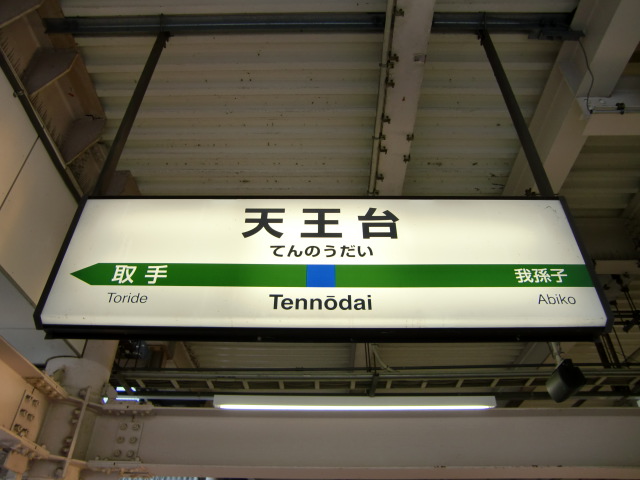 天王台
てんのうだい
取手 我孫子
Toride Tennōdai Abiko